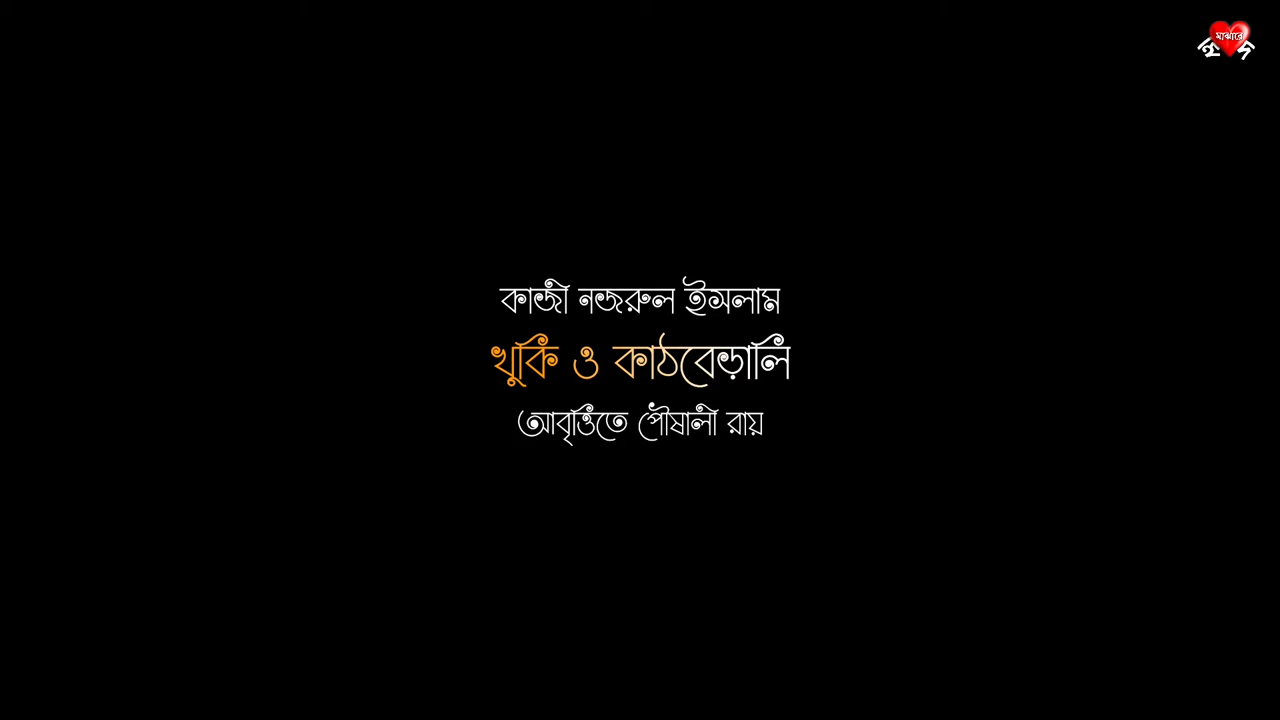 মাঝারে
কাজী নজরুল ইসলাম
খুকি ও কাঠবেড়ালি
আবৃত্তিতে পৌষালী রায়